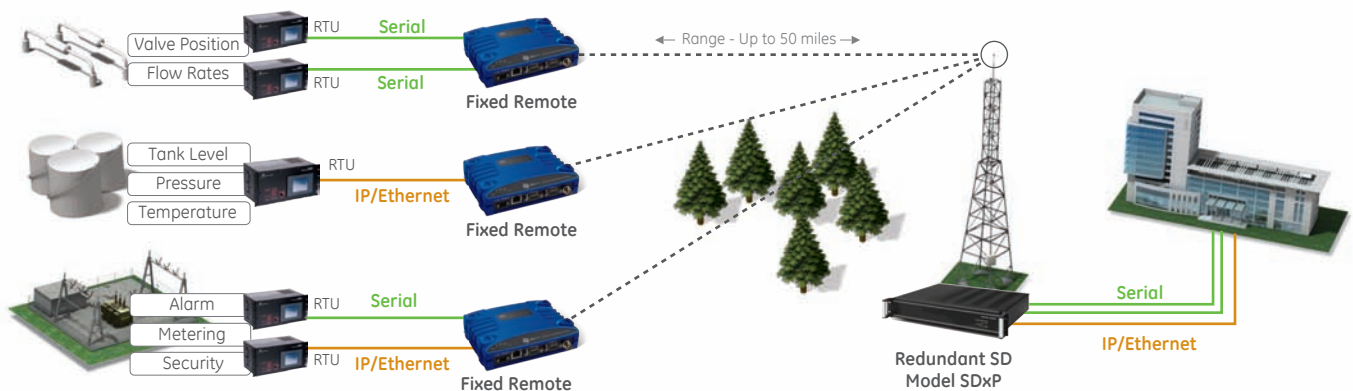 Valve Position
RTU
Serial
Flow Rates
RTU
Serial
Fixed Remote
Range - Up to 50 miles
Tank Level
RTU
Pressure
IP/Ethernet
Temperature
Fixed Remote
Alarm
RTU
Serial
Metering
Security
RTU
IP/Ethernet
Fixed Remote
Serial
IP/Ethernet
Redundant SD
Model SDxP